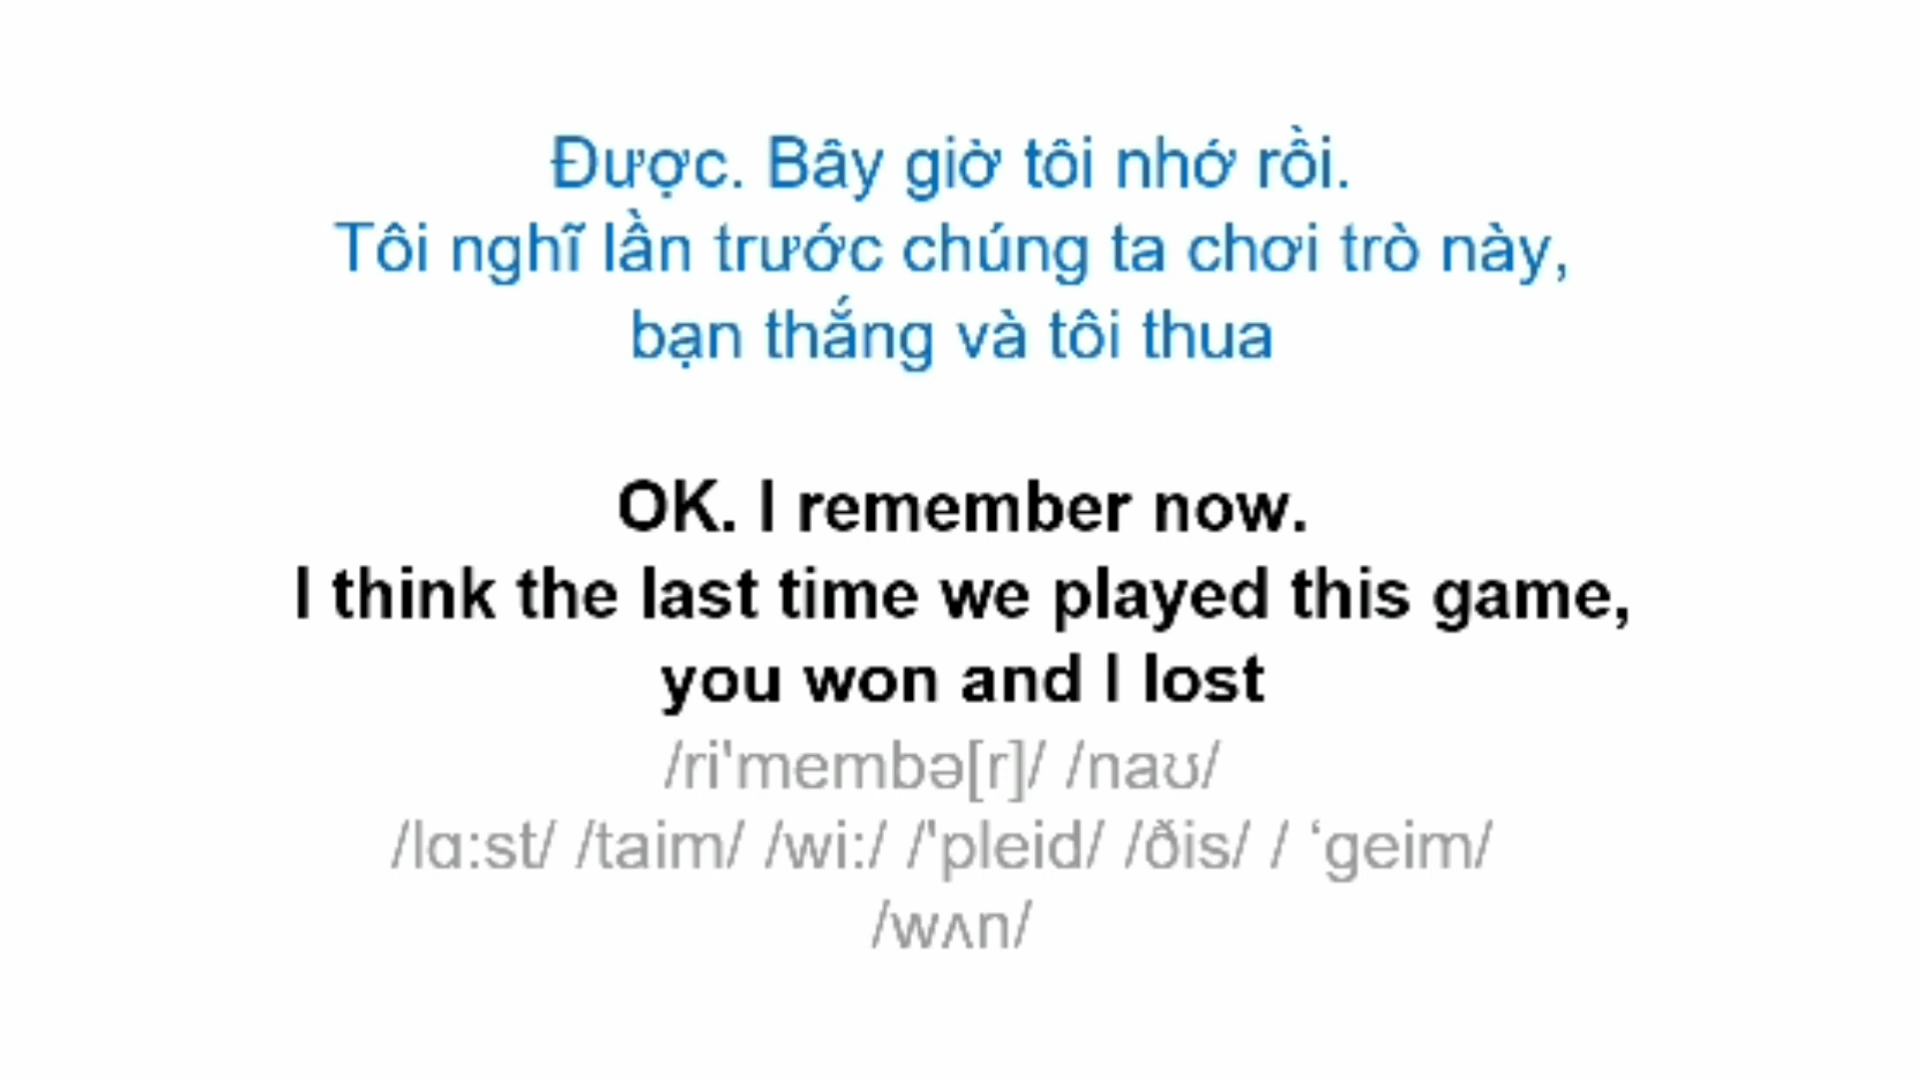 Được. Bây giờ tôi nhớ rồi.
Tôi nghĩ lần trước chúng ta chơi trò này,
bạn thắng và tôi thua
OK. I remember now.
I think the last time we played this game,
you won and I lost
/ri'membə[r]/ /naʊ/
/lɑ:st/ /taim/ /wi:/ /'pleid/ /ðis/ / ‘geim/
/wʌn/